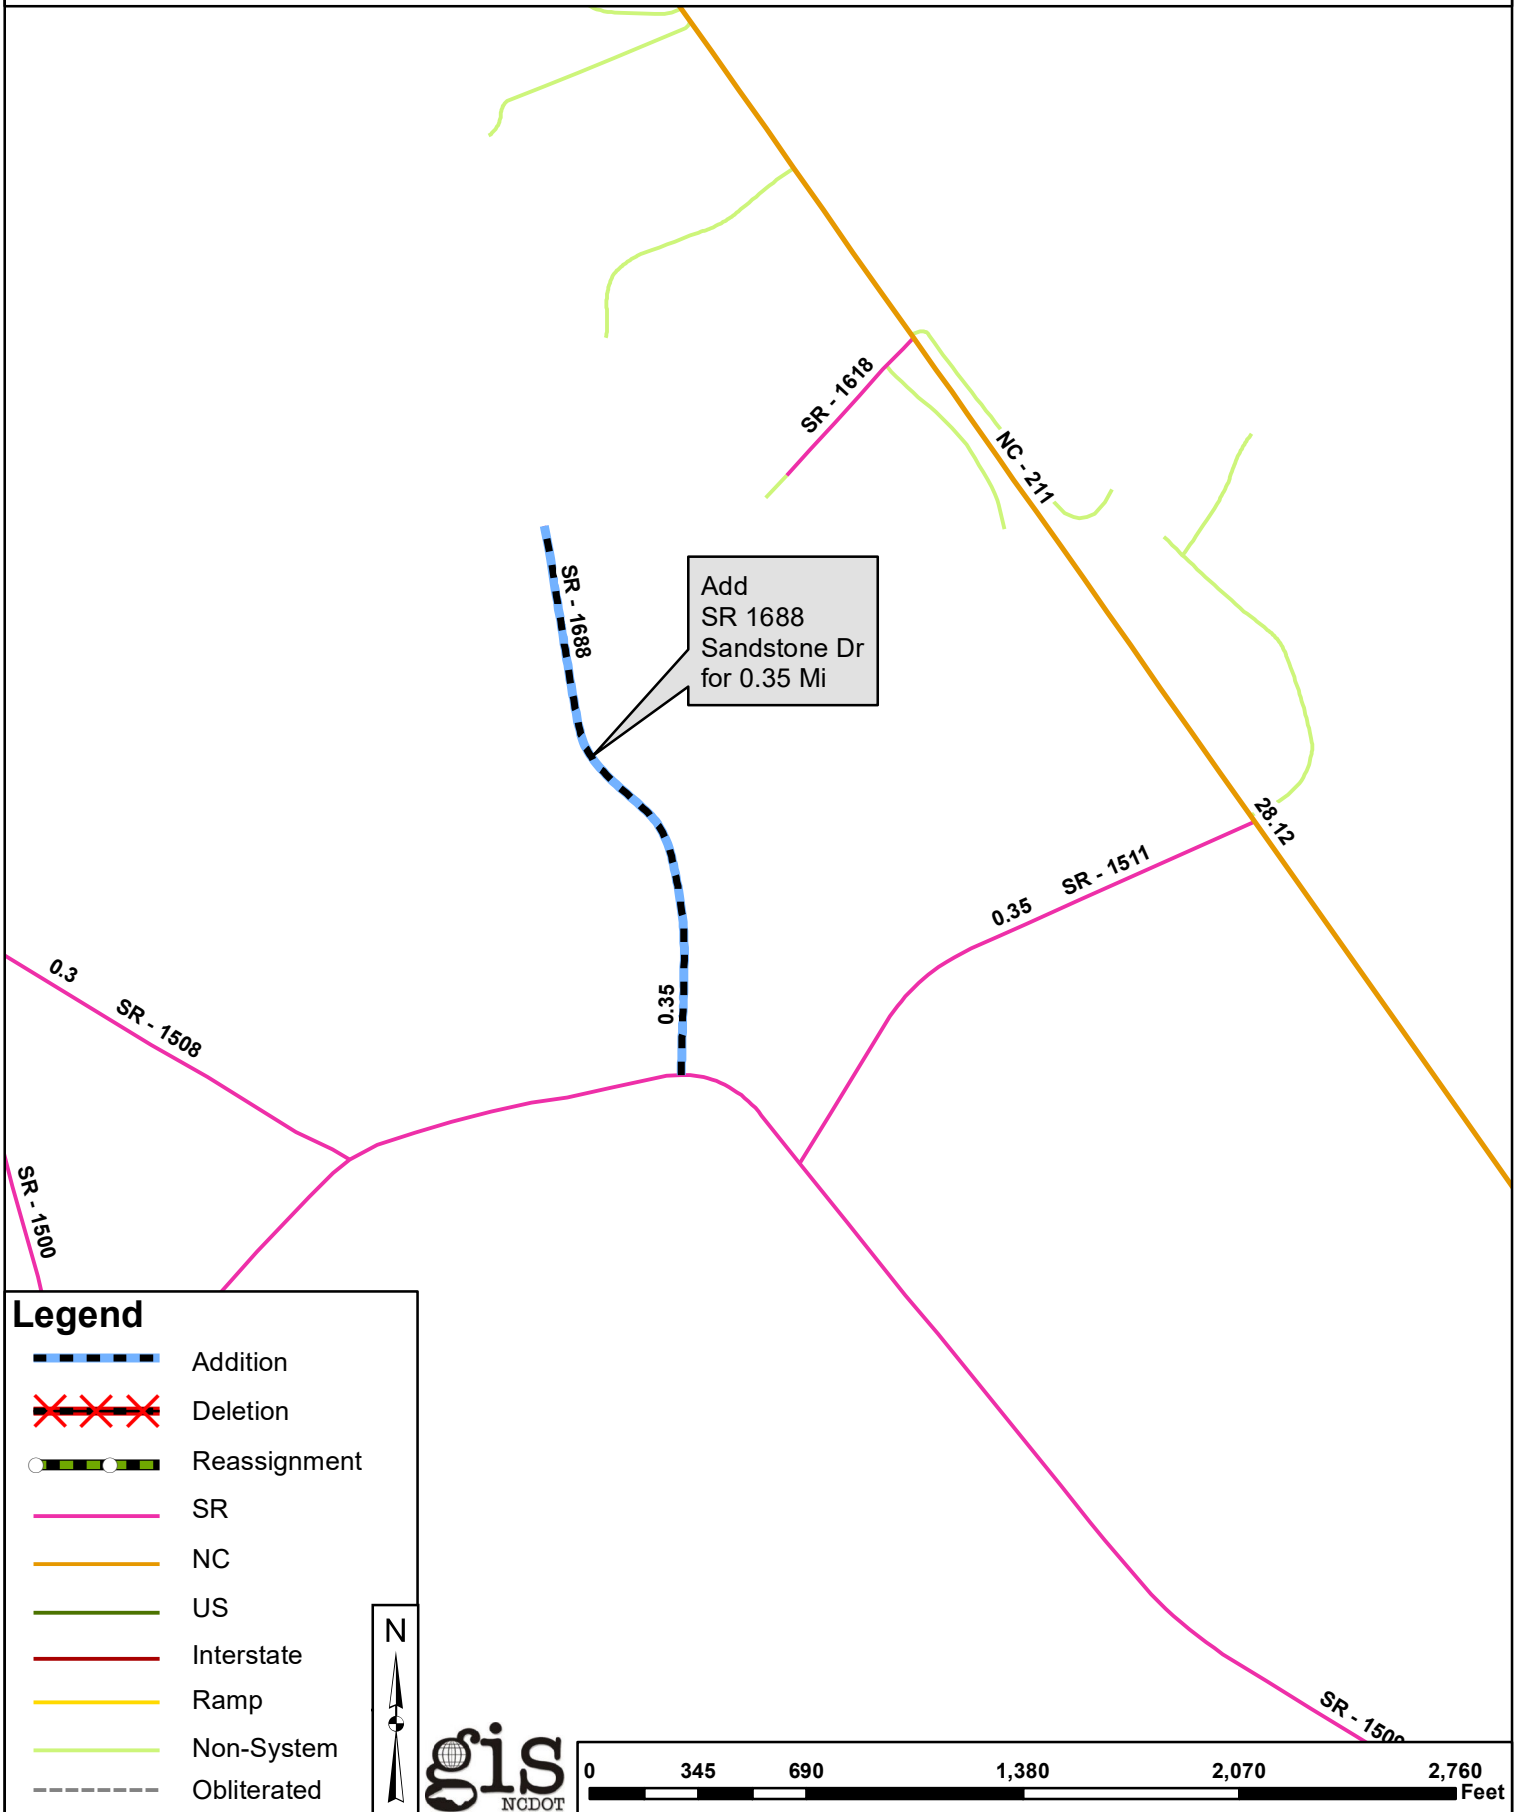 SR - 1618
NC - 211
SR - 1688
Add
SR 1688
Sandstone Dr
for 0.35 Mi
28.12
SR - 1511
0.35
0.3
SR - 1508
0.35
SR - 1500
Legend
Addition
Deletion
Reassignment
SR
NC
US
Interstate
Ramp
Non-System
Obliterated
N
gis
NCDOT
SR - 1509
0 345 690 1,380 2,070 2,760
Feet